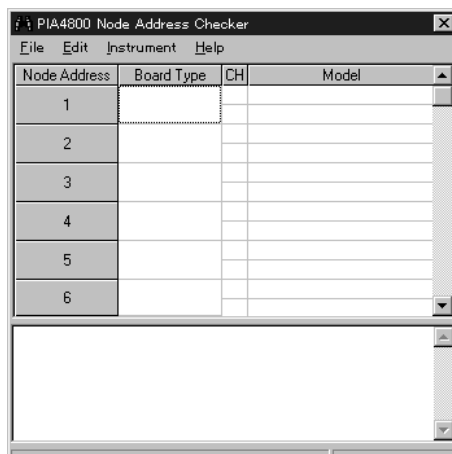 PIA4800 Node Address Checker
File Edit Instrument Help
Node Address Board Type CH Model
1
2
3
4
5
6